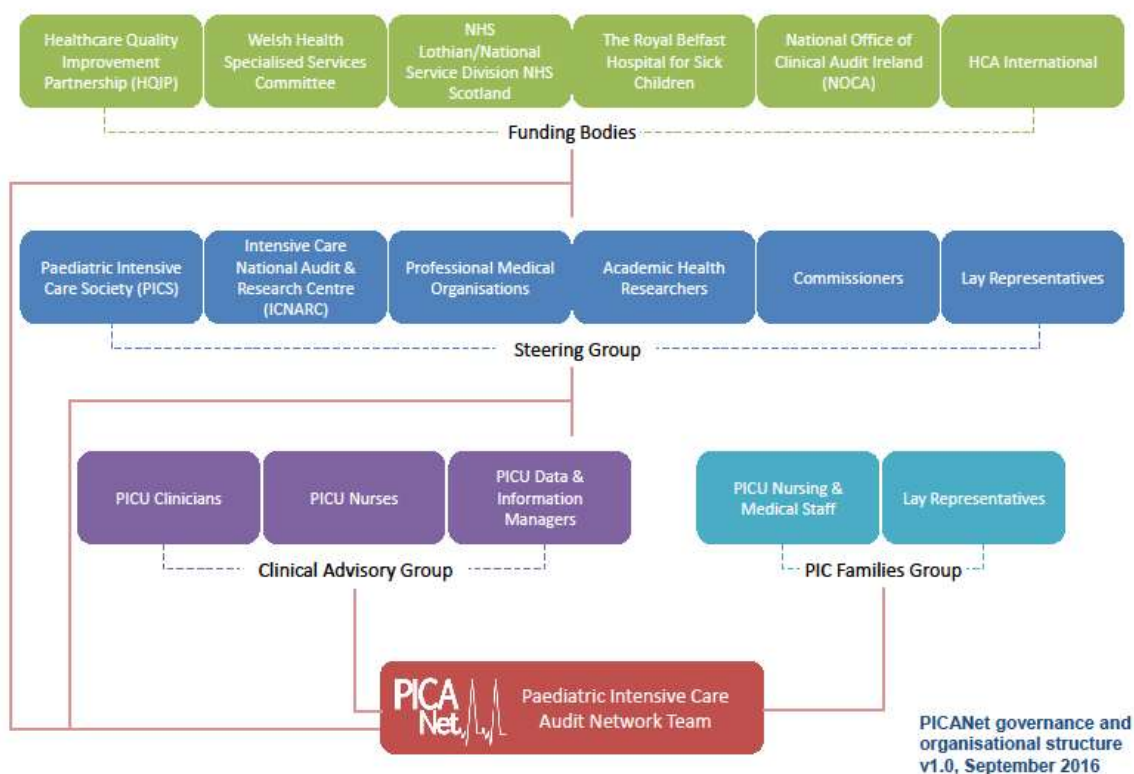 Healthcare Quality
Improvement
Partnership (HQIP)
Welsh Health
Specialised Services
Committee
NHS
Lothian/National
Service Division NHS
Scotland
The Royal Belfast
Hospital for Sick
Children
National Office of
Clinical Audit Ireland
(NOCA)
HCA International
Funding Bodies
Paediatric Intensive
Care Society (PICS)
Intensive Care
National Audit &
Research Centre
(ICNARC)
Professional Medical
Organisations
Academic Health
Researchers
Commissioners
Lay Representatives
Steering Group
PICU Clinicians
PICU Nurses
PICU Data &
Information
Managers
Clinical Advisory Group
PICU Nursing &
Medical Staff
Lay Representatives
PIC Families Group
PICA
Net
Paediatric Intensive Care
Audit Network Team
PICANet governance and
organisational structure
v1.0, September 2016